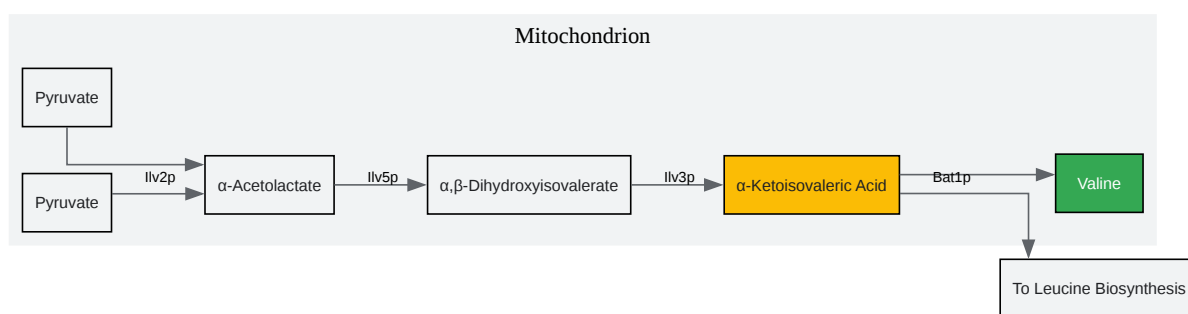 Mitochondrion
Pyruvate
Pyruvate
Ilv2p
α-Acetolactate
Ilv5p
α,β-Dihydroxyisovalerate
Ilv3p
α-Ketoisovaleric Acid
Bat1p
Valine
To Leucine Biosynthesis